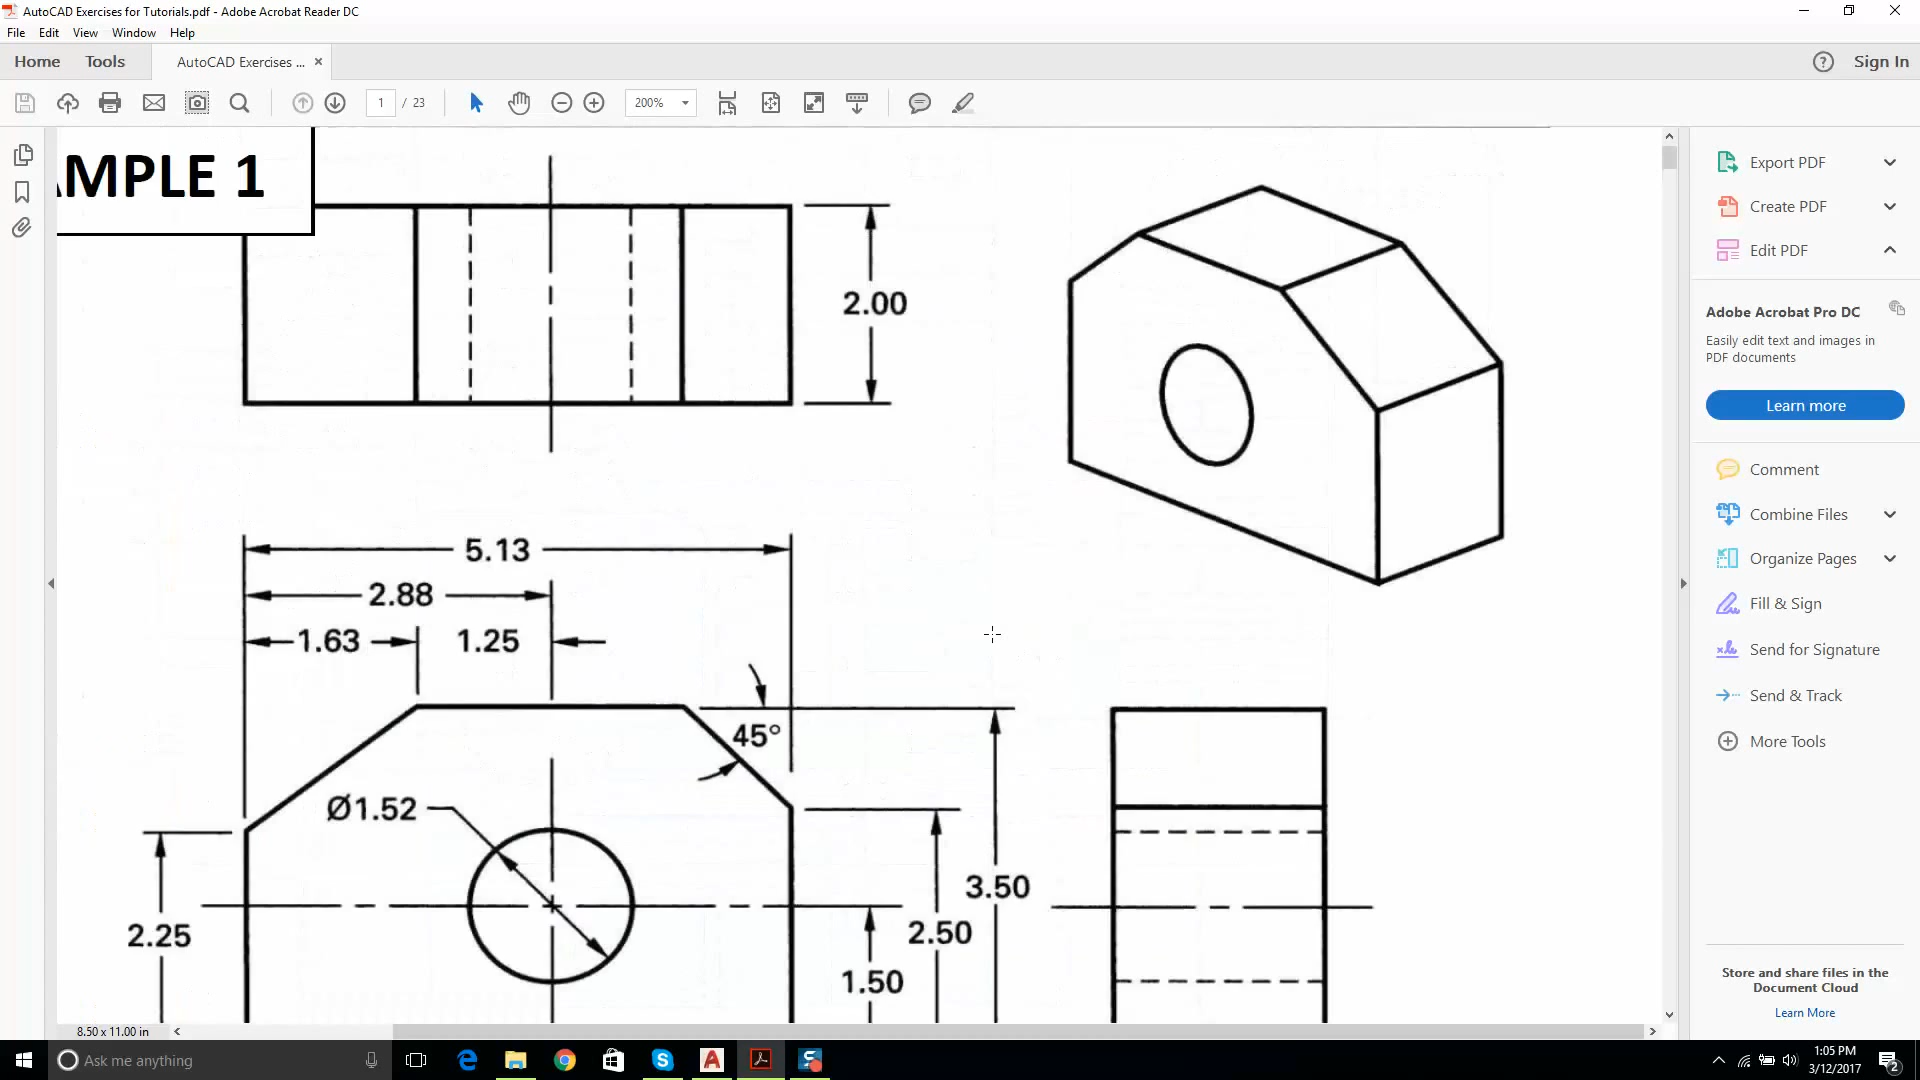 AutoCAD Exercises for Tutorials.pdf - Adobe Acrobat Reader DC
File Edit View Window Help
Home Tools AutoCAD Exercises ... × ? Sign In
1 / 23 200%
AMPLE 1
2.00
5.13
2.88
1.63 1.25
45°
Ø1.52
3.50
2.25
2.50
1.50
8.50 x 11.00 in
Export PDF
Create PDF
Edit PDF
Adobe Acrobat Pro DC
Easily edit text and images in
PDF documents
Learn more
Comment
Combine Files
Organize Pages
Fill & Sign
Send for Signature
Send & Track
More Tools
Store and share files in the
Document Cloud
Learn More
Ask me anything
1:05 PM
3/12/2017
2